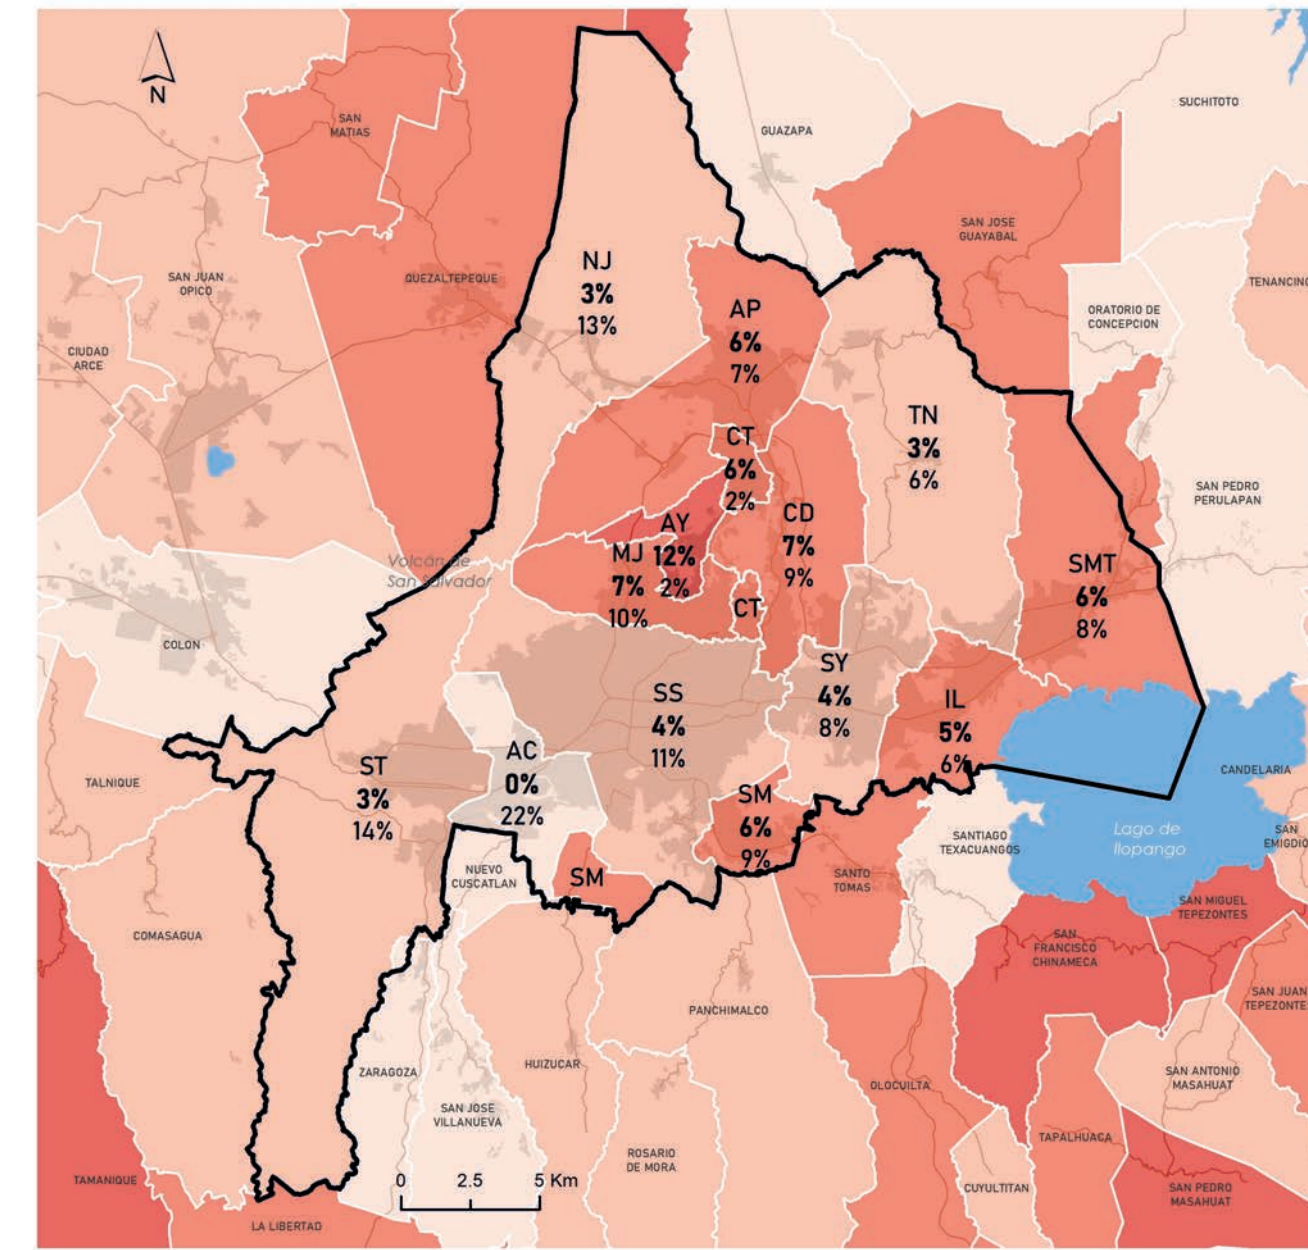 N
SAN
MATIAS
GUAZAPA
SUCHITOTO
SAN JOSE
GUAYABAL
SAN JUAN
OPICO
QUEZALTEPEQUE
NJ
3%
13%
AP
6%
7%
TENANCINGO
ORATORIO DE
CONCEPCION
CIUDAD
ARCE
TN
3%
6%
CT
6%
2%
SAN PEDRO
PERULAPAN
AY
12%
2%
CD
7%
9%
MJ
7%
10%
CT
SMT
6%
8%
Volcán de
San Salvador
COLON
SS
4%
11%
SY
4%
8%
IL
5%
6%
ST
3%
14%
AC
0%
22%
SM
6%
9%
TALNIQUE
CANDELARIA
SANTIAGO
TEXACUANGOS
Lago de
Ilopango
SAN
EMIGDIO
NUEVO
CUSCATLAN
SM
SANTO
TOMAS
COMASAGUA
SAN MIGUEL
TEPEZONTES
SAN
FRANCISCO
CHINAMECA
SAN JUAN
TEPEZONTES
PANCHIMALCO
ZARAGOZA
HUIZUCAR
OLOCUILTA
SAN ANTONIO
MASAHUAT
SAN JOSE
VILLANUEVA
TAPALHUACA
ROSARIO
DE MORA
TAMANIQUE
0 2.5 5 Km
CUYULTITAN
SAN PEDRO
MASAHUAT
LA LIBERTAD